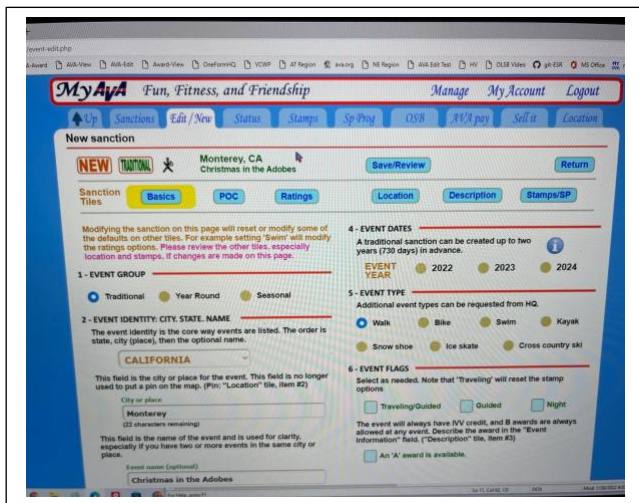 /event-edit.php
AVA-View AVA-Edit Award-View OneFormHQ VCWP AT Region ava.org NE Region AVA Edit Test HV OLSB Videos git-ESR MS Office
MyAVA Fun, Fitness, and Friendship Manage My Account Logout
Up Sanctions Edit/New Status Stamps Sp Prog OSB AVA pay Sell it Location
New sanction
NEW TRADITIONAL Monterey, CA
Christmas in the Adobes
Save/Review Return
Sanction Tiles
Basics POC Ratings Location Description Stamps/SP
Modifying the sanction on this page will reset or modify some of
the defaults on other tiles. For example setting 'Swim' will modify
the ratings options. Please review the other tiles, especially
location and stamps, if changes are made on this page.
1 - EVENT GROUP
Traditional Year Round Seasonal
2 - EVENT IDENTITY: CITY. STATE. NAME
The event identity is the core way events are listed. The order is
state, city (place), then the optional name.
CALIFORNIA
This field is the city or place for the event. This field is no longer
used to put a pin on the map. (Pin; "Location" tile, item #2)
City or place
Monterey
(22 characters remaining)
This field is the name of the event and is used for clarity,
especially if you have two or more events in the same city or
place.
Event name (optional)
Christmas in the Adobes
4 - EVENT DATES
A traditional sanction can be created up to two
years (730 days) in advance.
EVENT YEAR 2022 2023 2024
5 - EVENT TYPE
Additional event types can be requested from HQ.
Walk Bike Swim Kayak
Snow shoe Ice skate Cross country ski
6 - EVENT FLAGS
Select as needed. Note that 'Traveling' will reset the stamp
options
Traveling/Guided Guided Night
The event will always have IVV credit, and B awards are always
allowed at any event. Describe the award in the "Event
Information" field. ("Description" tile, item #3)
An 'A' award is available.